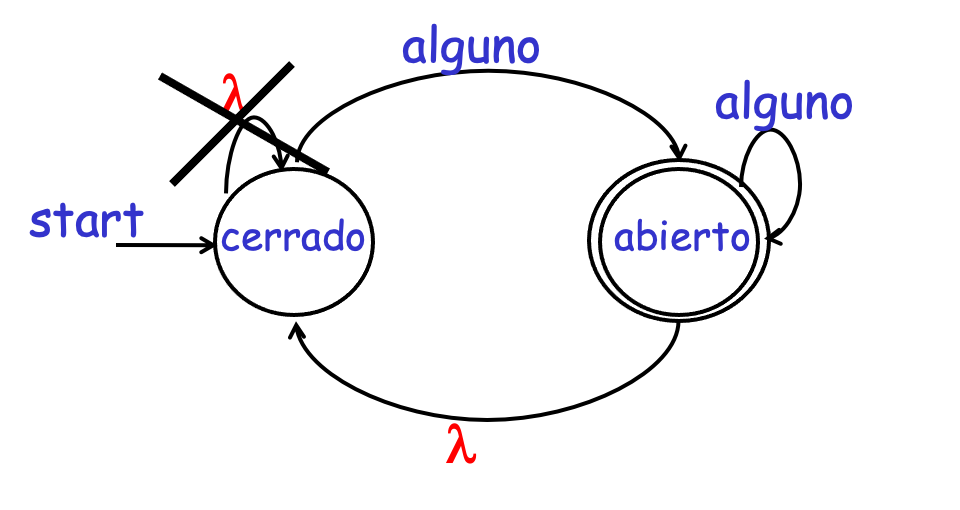 alguno
λ
alguno
start
cerrado
abierto
λ